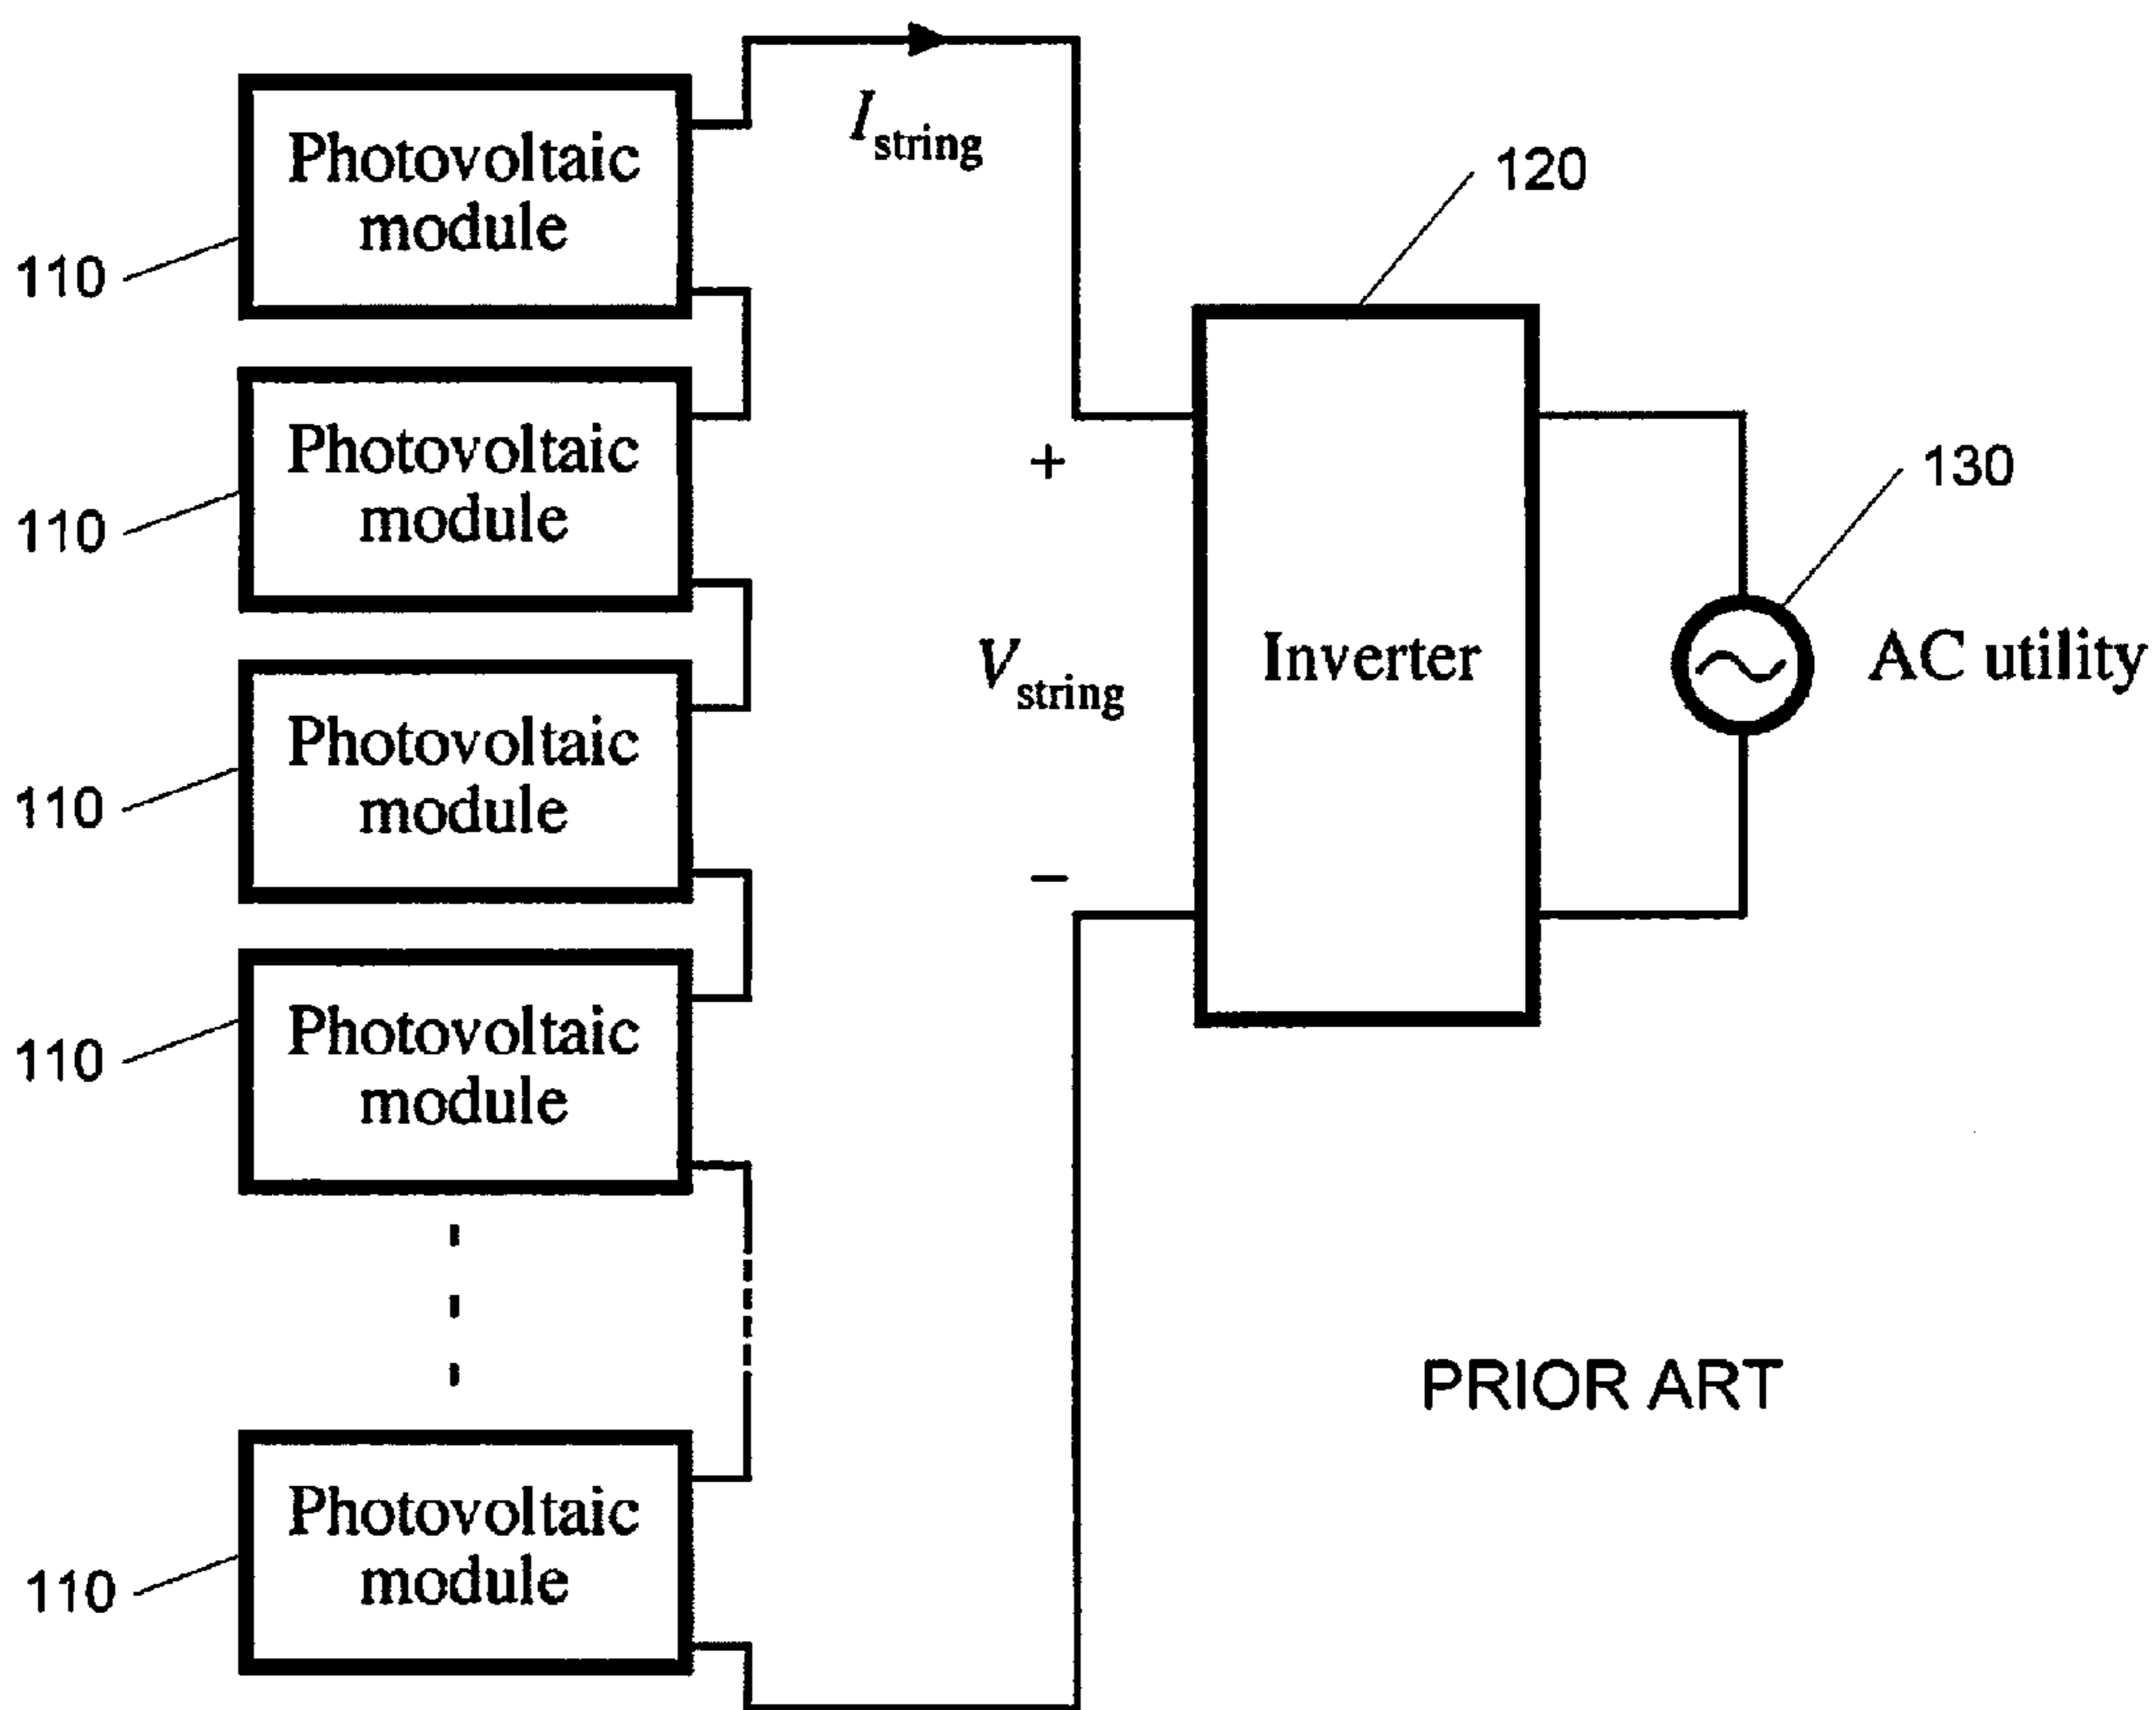 I string
Photovoltaic
module
110
120
Photovoltaic
module
110
+
130
V string
Inverter
AC utility
Photovoltaic
module
110
−
Photovoltaic
module
110
PRIOR ART
Photovoltaic
module
110